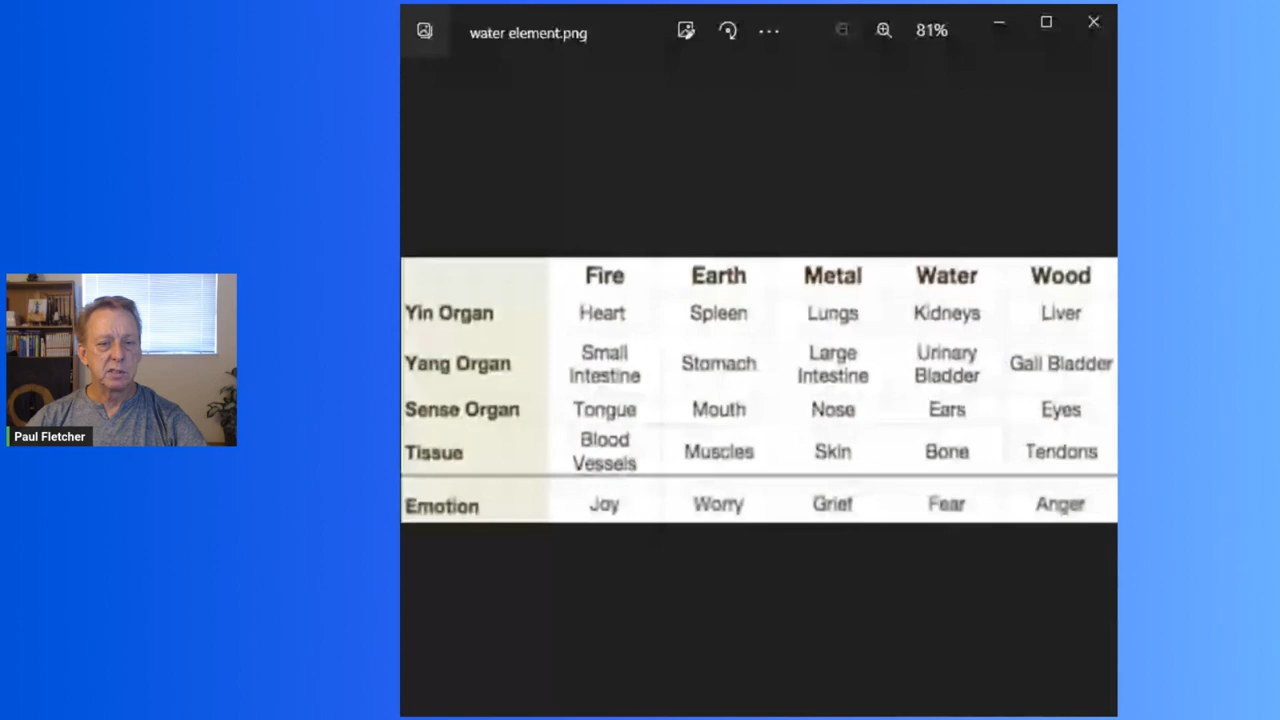 water element.png
81%
Fire Earth Metal Water Wood
Yin Organ Heart Spleen Lungs Kidneys Liver
Yang Organ Small Intestine Stomach Large Intestine Urinary Bladder Gall Bladder
Sense Organ Tongue Mouth Nose Ears Eyes
Tissue Blood Vessels Muscles Skin Bone Tendons
Emotion Joy Worry Grief Fear Anger
Paul Fletcher